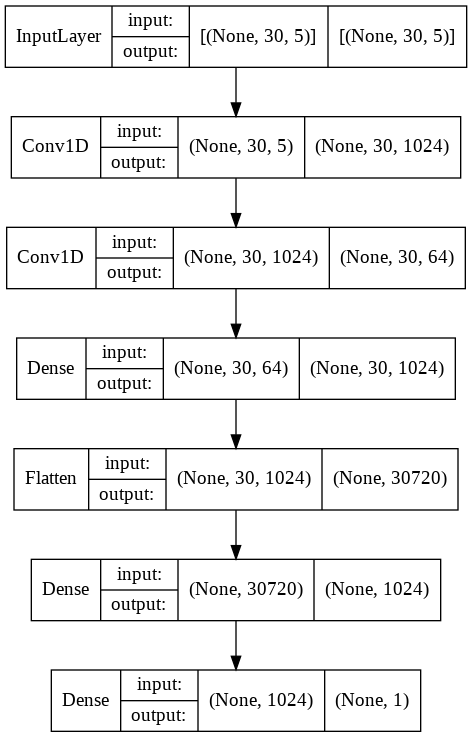 InputLayer input: output: [(None, 30, 5)] [(None, 30, 5)]
Conv1D input: output: (None, 30, 5) (None, 30, 1024)
Conv1D input: output: (None, 30, 1024) (None, 30, 64)
Dense input: output: (None, 30, 64) (None, 30, 1024)
Flatten input: output: (None, 30, 1024) (None, 30720)
Dense input: output: (None, 30720) (None, 1024)
Dense input: output: (None, 1024) (None, 1)